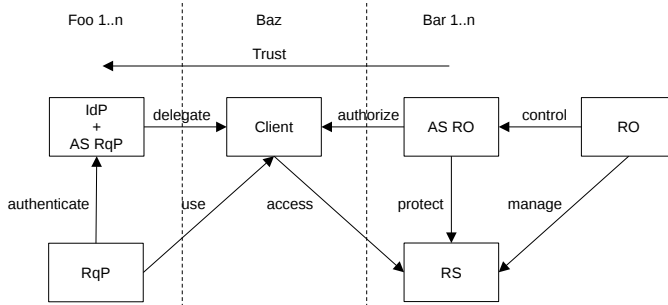 Foo 1..n
Baz
Bar 1..n
Trust
IdP
+
AS RqP
delegate
Client
authorize
AS RO
control
RO
authenticate
use
access
protect
manage
RqP
RS